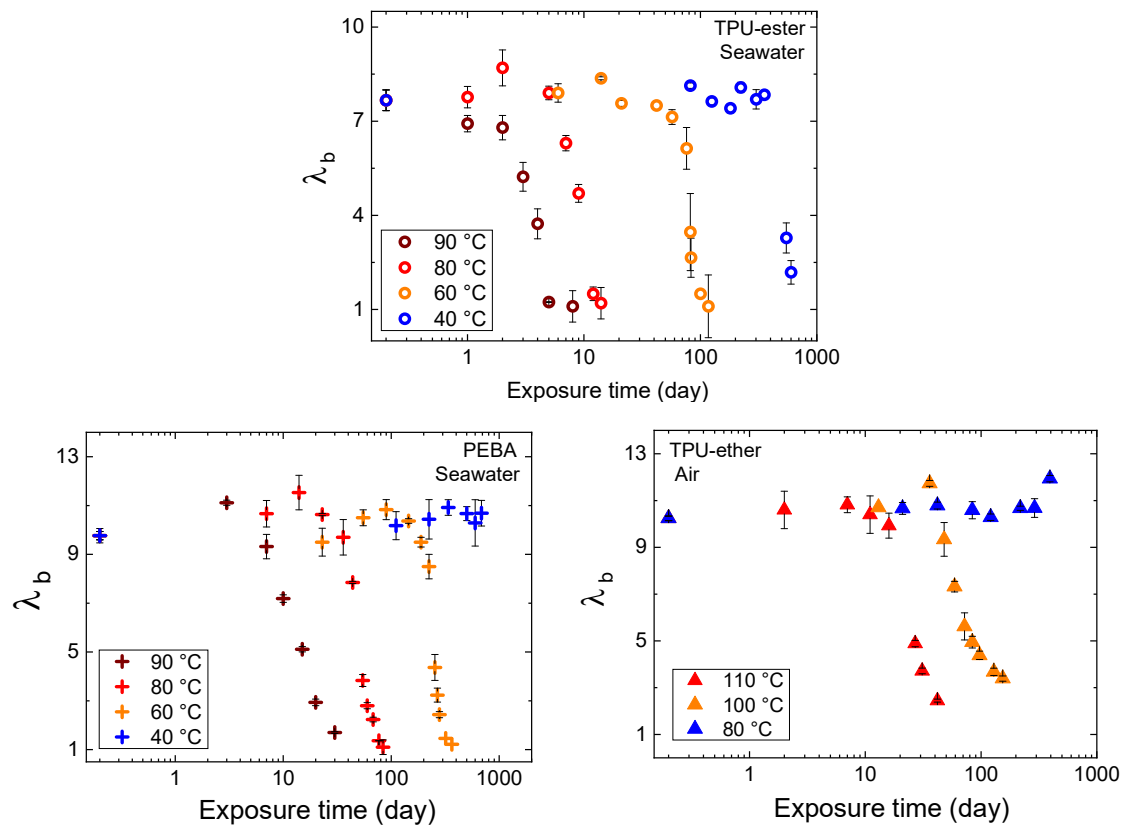 TPU-ester
Seawater
10
7
4
1
λb
90 °C
80 °C
60 °C
40 °C
1 10 100 1000
Exposure time (day)
PEBA
Seawater
13
9
5
1
λb
90 °C
80 °C
60 °C
40 °C
1 10 100 1000
Exposure time (day)
TPU-ether
Air
13
9
5
1
λb
110 °C
100 °C
80 °C
1 10 100 1000
Exposure time (day)